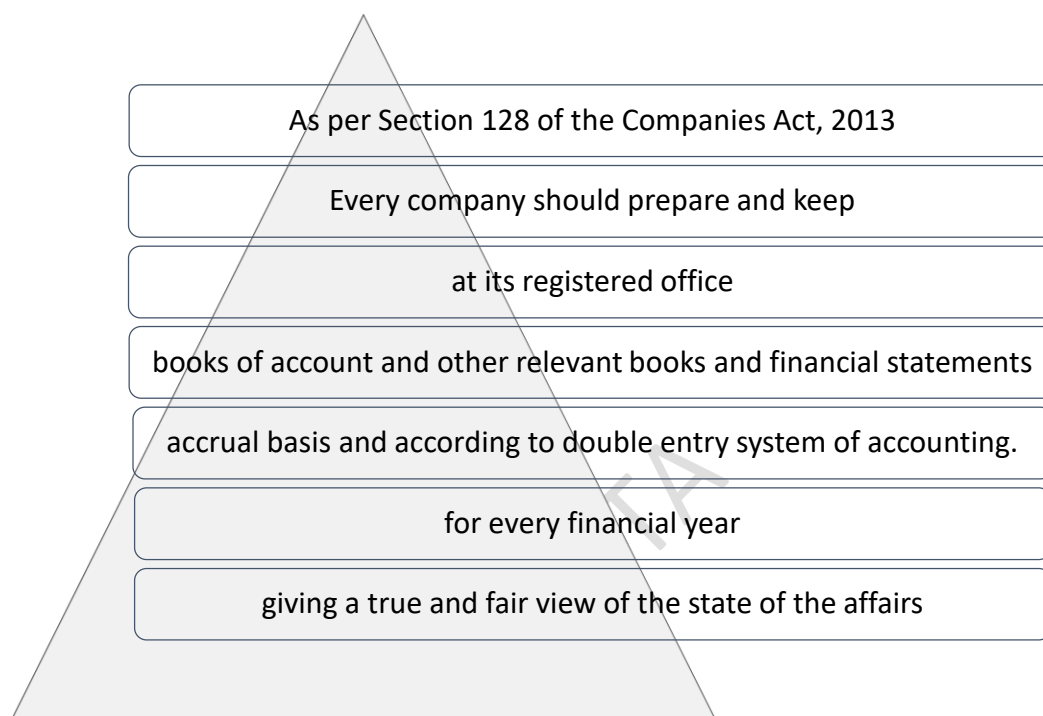 As per Section 128 of the Companies Act, 2013
Every company should prepare and keep
at its registered office
books of account and other relevant books and financial statements
accrual basis and according to double entry system of accounting.
for every financial year
giving a true and fair view of the state of the affairs
TA